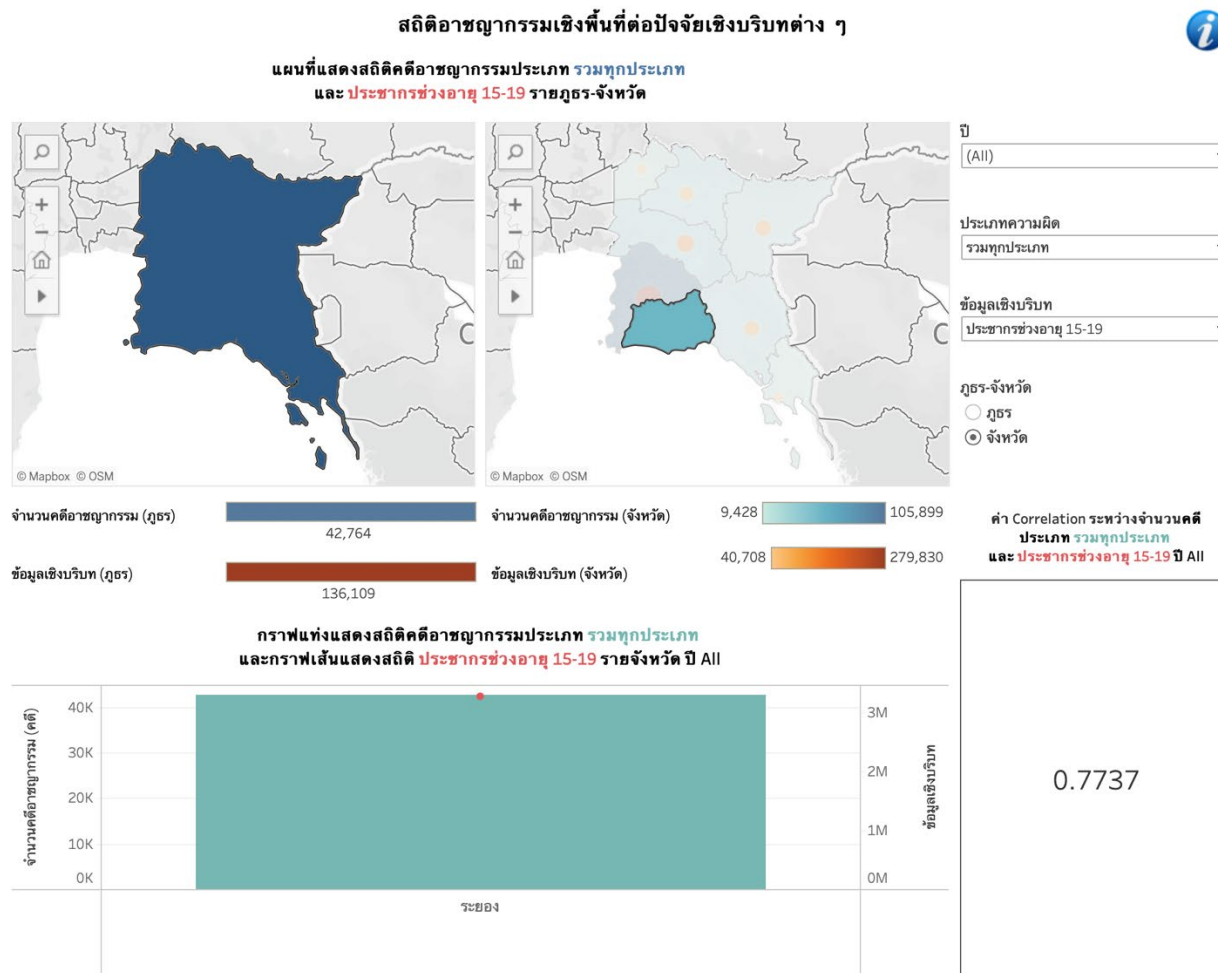 สถิติอาชญากรรมเชิงพื้นที่ต่อปัจจัยเชิงบริบทต่าง ๆ
i
แผนที่แสดงสถิติคดีอาชญากรรมประเภท รวมทุกประเภท
และ ประชากรช่วงอายุ 15-19 รายภูธร-จังหวัด
ปี
(All)
ประเภทความผิด
รวมทุกประเภท
ข้อมูลเชิงบริบท
ประชากรช่วงอายุ 15-19
ภูธร-จังหวัด
ภูธร
จังหวัด
C
C
© Mapbox © OSM
© Mapbox © OSM
จำนวนคดีอาชญากรรม (ภูธร)
42,764
จำนวนคดีอาชญากรรม (จังหวัด)
9,428
105,899
ข้อมูลเชิงบริบท (ภูธร)
136,109
ข้อมูลเชิงบริบท (จังหวัด)
40,708
279,830
ค่า Correlation ระหว่างจำนวนคดี
ประเภท รวมทุกประเภท
และ ประชากรช่วงอายุ 15-19 ปี All
0.7737
กราฟแท่งแสดงสถิติคดีอาชญากรรมประเภท รวมทุกประเภท
และกราฟเส้นแสดงสถิติ ประชากรช่วงอายุ 15-19 รายจังหวัด ปี All
จำนวนคดีอาชญากรรม (คดี)
40K
30K
20K
10K
0K
3M
2M
1M
0M
ข้อมูลเชิงบริบท
ระยอง